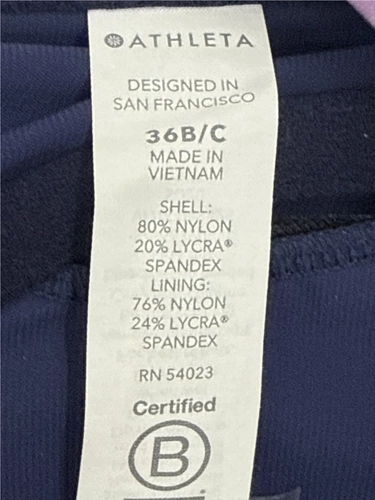 ATHLETA
DESIGNED IN
SAN FRANCISCO
36B/C
MADE IN
VIETNAM
SHELL:
80% NYLON
20% LYCRA®
SPANDEX
LINING:
76% NYLON
24% LYCRA®
SPANDEX
RN 54023
Certified
B